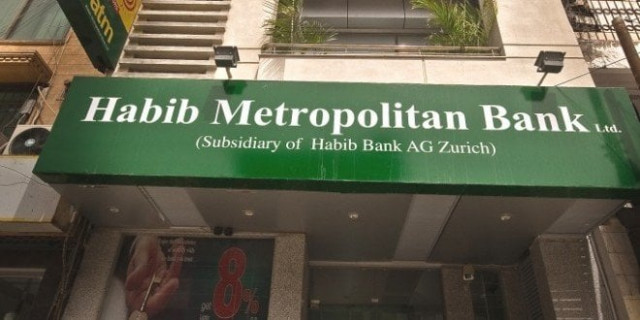 atm
Habib Metropolitan Bank Ltd.
(Subsidiary of Habib Bank AG Zurich)
8%